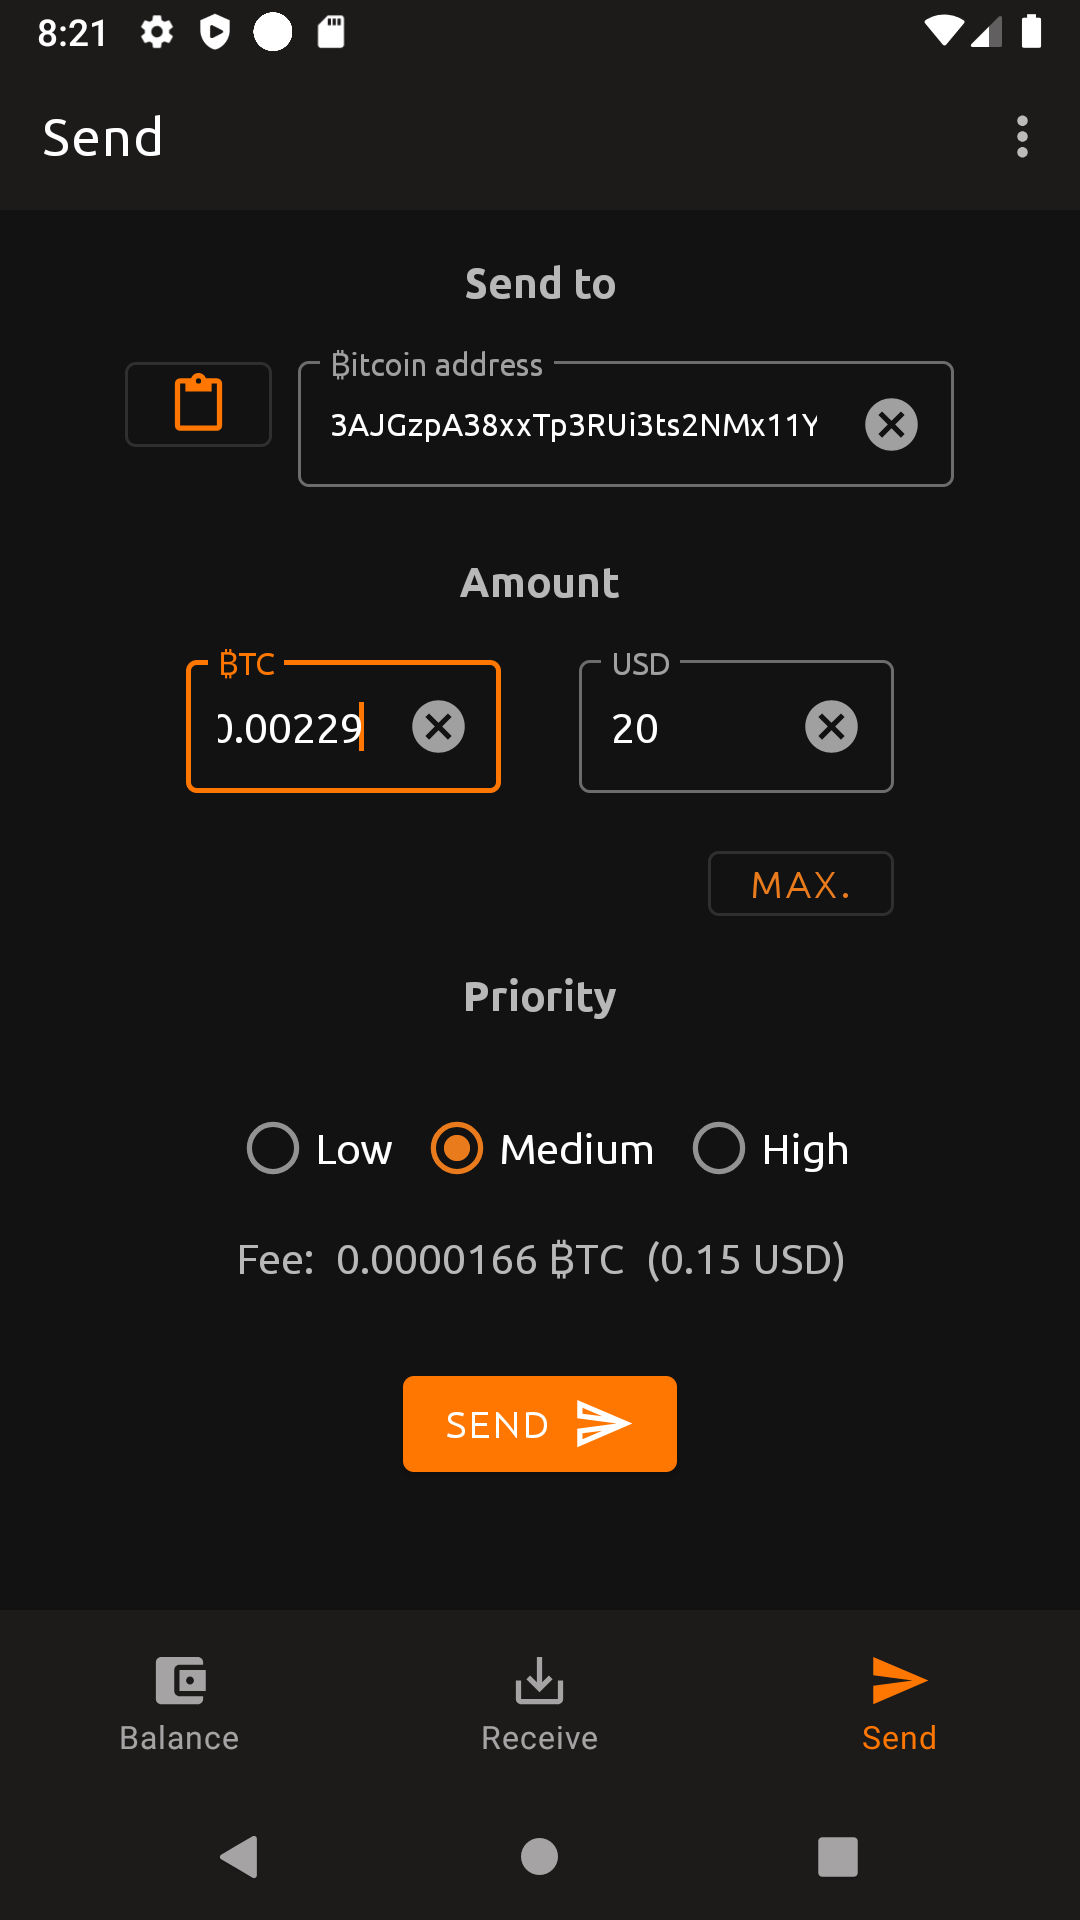 8:21
Send
Send to
₿itcoin address
3AJGzpA38xxTp3RUi3ts2NMx11Y
Amount
₿TC
USD
0.00229
20
MAX.
Priority
Low Medium High
Fee: 0.0000166 ₿TC (0.15 USD)
SEND
Balance Receive Send